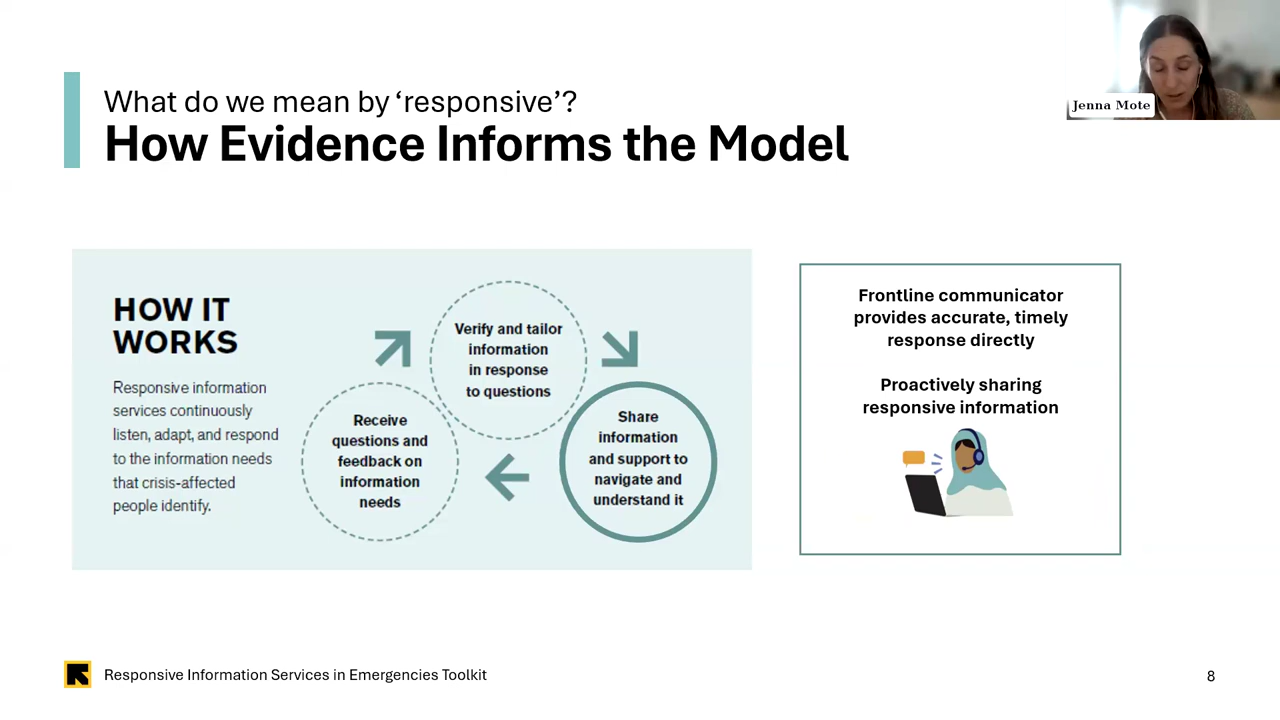 What do we mean by ‘responsive’?
How Evidence Informs the Model
Jenna Mote
HOW IT
WORKS
Responsive information
services continuously
listen, adapt, and respond
to the information needs
that crisis-affected
people identify.
Verify and tailor
information
in response
to questions
Receive
questions and
feedback on
information
needs
Share
information
and support to
navigate and
understand it
Frontline communicator
provides accurate, timely
response directly
Proactively sharing
responsive information
Responsive Information Services in Emergencies Toolkit
8